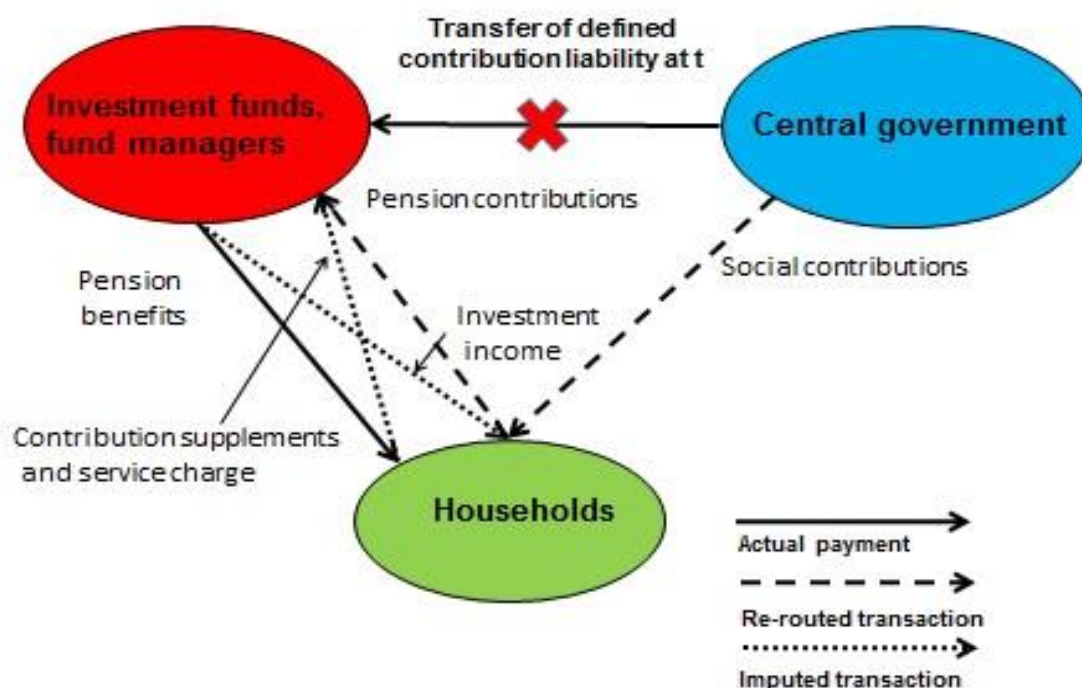 Transfer of defined
contribution liability at t
Investment funds,
fund managers
Central government
Pension contributions
Social contributions
Pension
benefits
Investment
income
Contribution supplements
and service charge
Households
Actual payment
Re-routed transaction
Imputed transaction